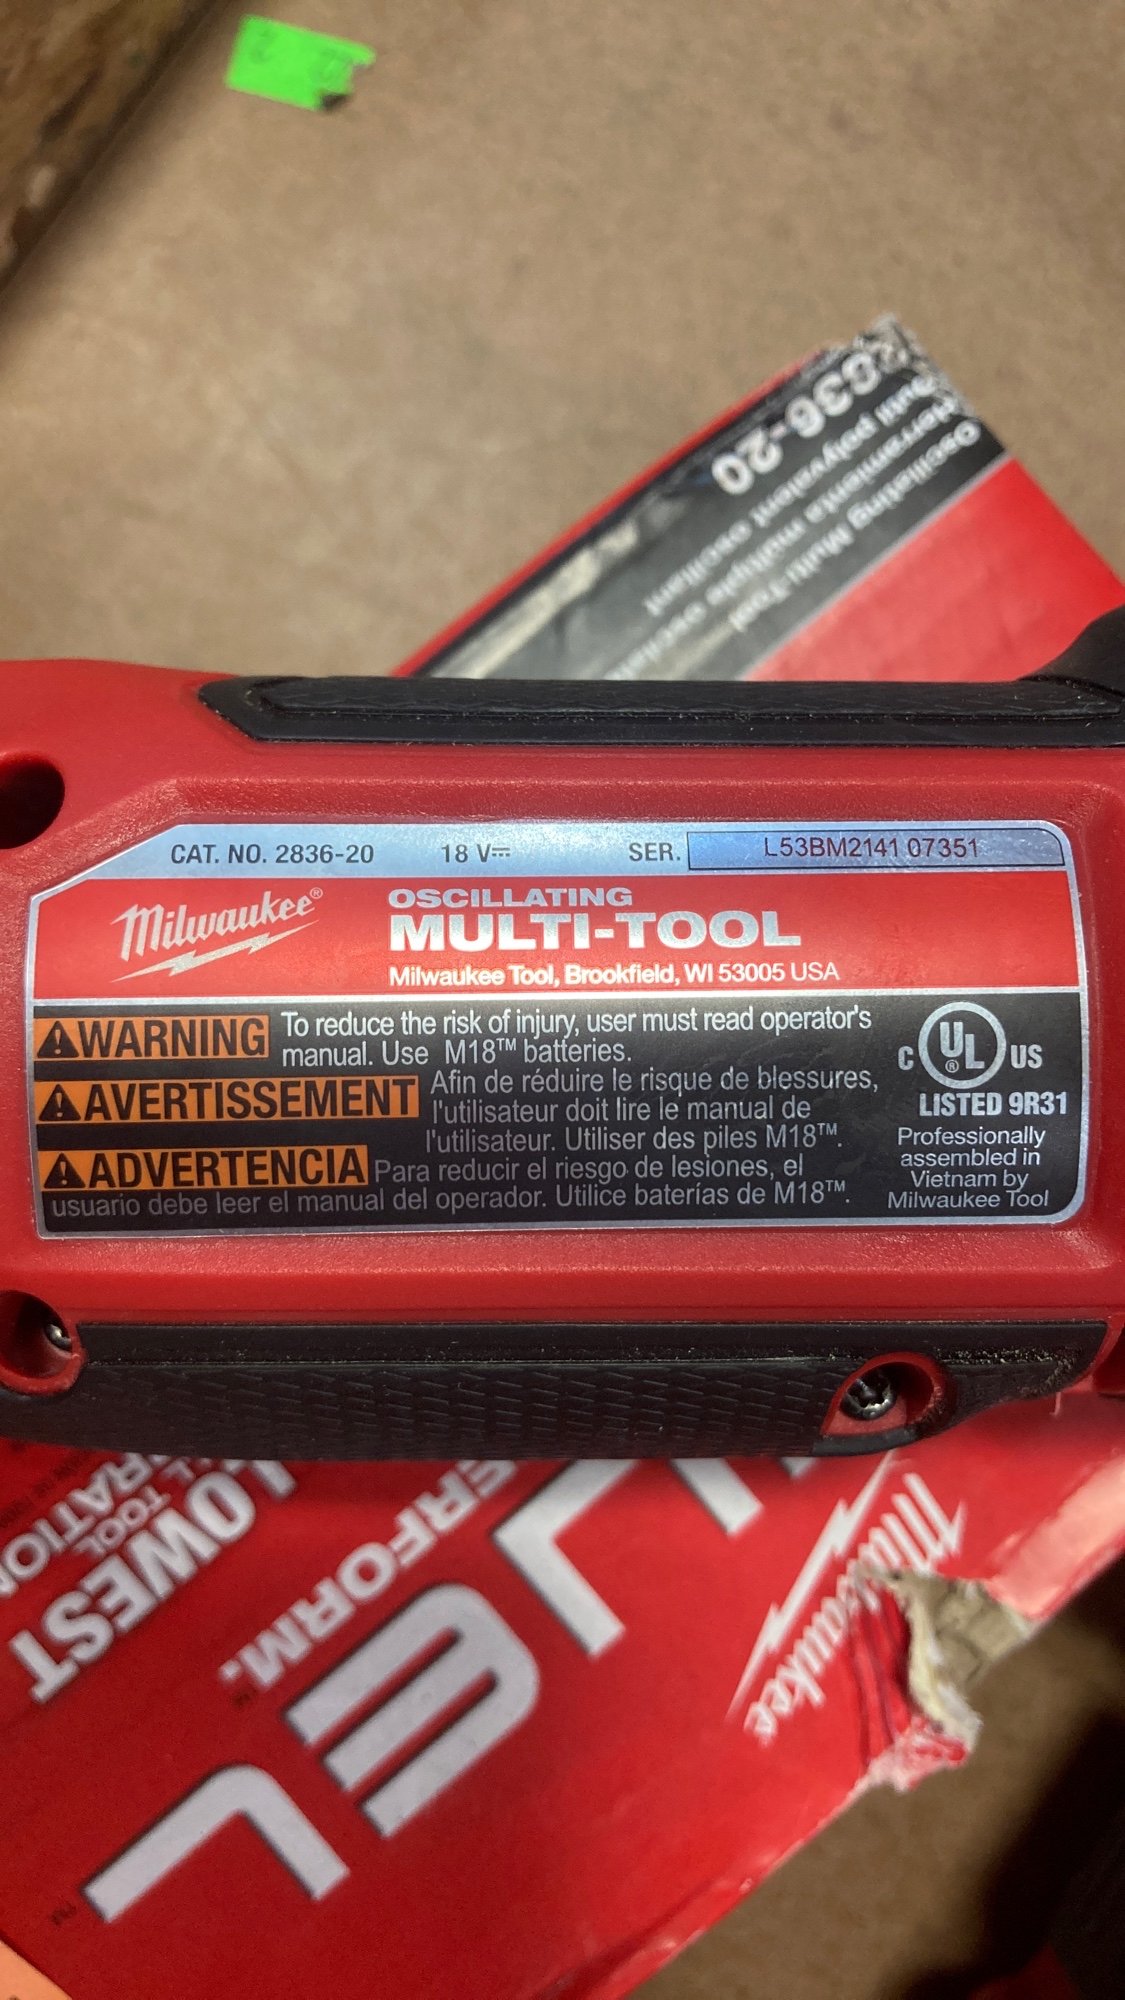 2836-20
Outil polyvalent oscillant
Herramienta múltiple
Oscillating Multi-Tool
CAT. NO. 2836-20 18 V⎓ SER. L53BM2141 07351
Milwaukee®
OSCILLATING
MULTI-TOOL
Milwaukee Tool, Brookfield, WI 53005 USA
WARNING To reduce the risk of injury, user must read operator's
manual. Use M18™ batteries.
AVERTISSEMENT Afin de réduire le risque de blessures,
l'utilisateur doit lire le manual de
l'utilisateur. Utiliser des piles M18™.
ADVERTENCIA Para reducir el riesgo de lesiones, el
usuario debe leer el manual del operador. Utilice baterías de M18™.
C UL® US
LISTED 9R31
Professionally
assembled in
Vietnam by
Milwaukee Tool
LOWEST
TOOL
PERFORM.™
UEL™
Milwaukee